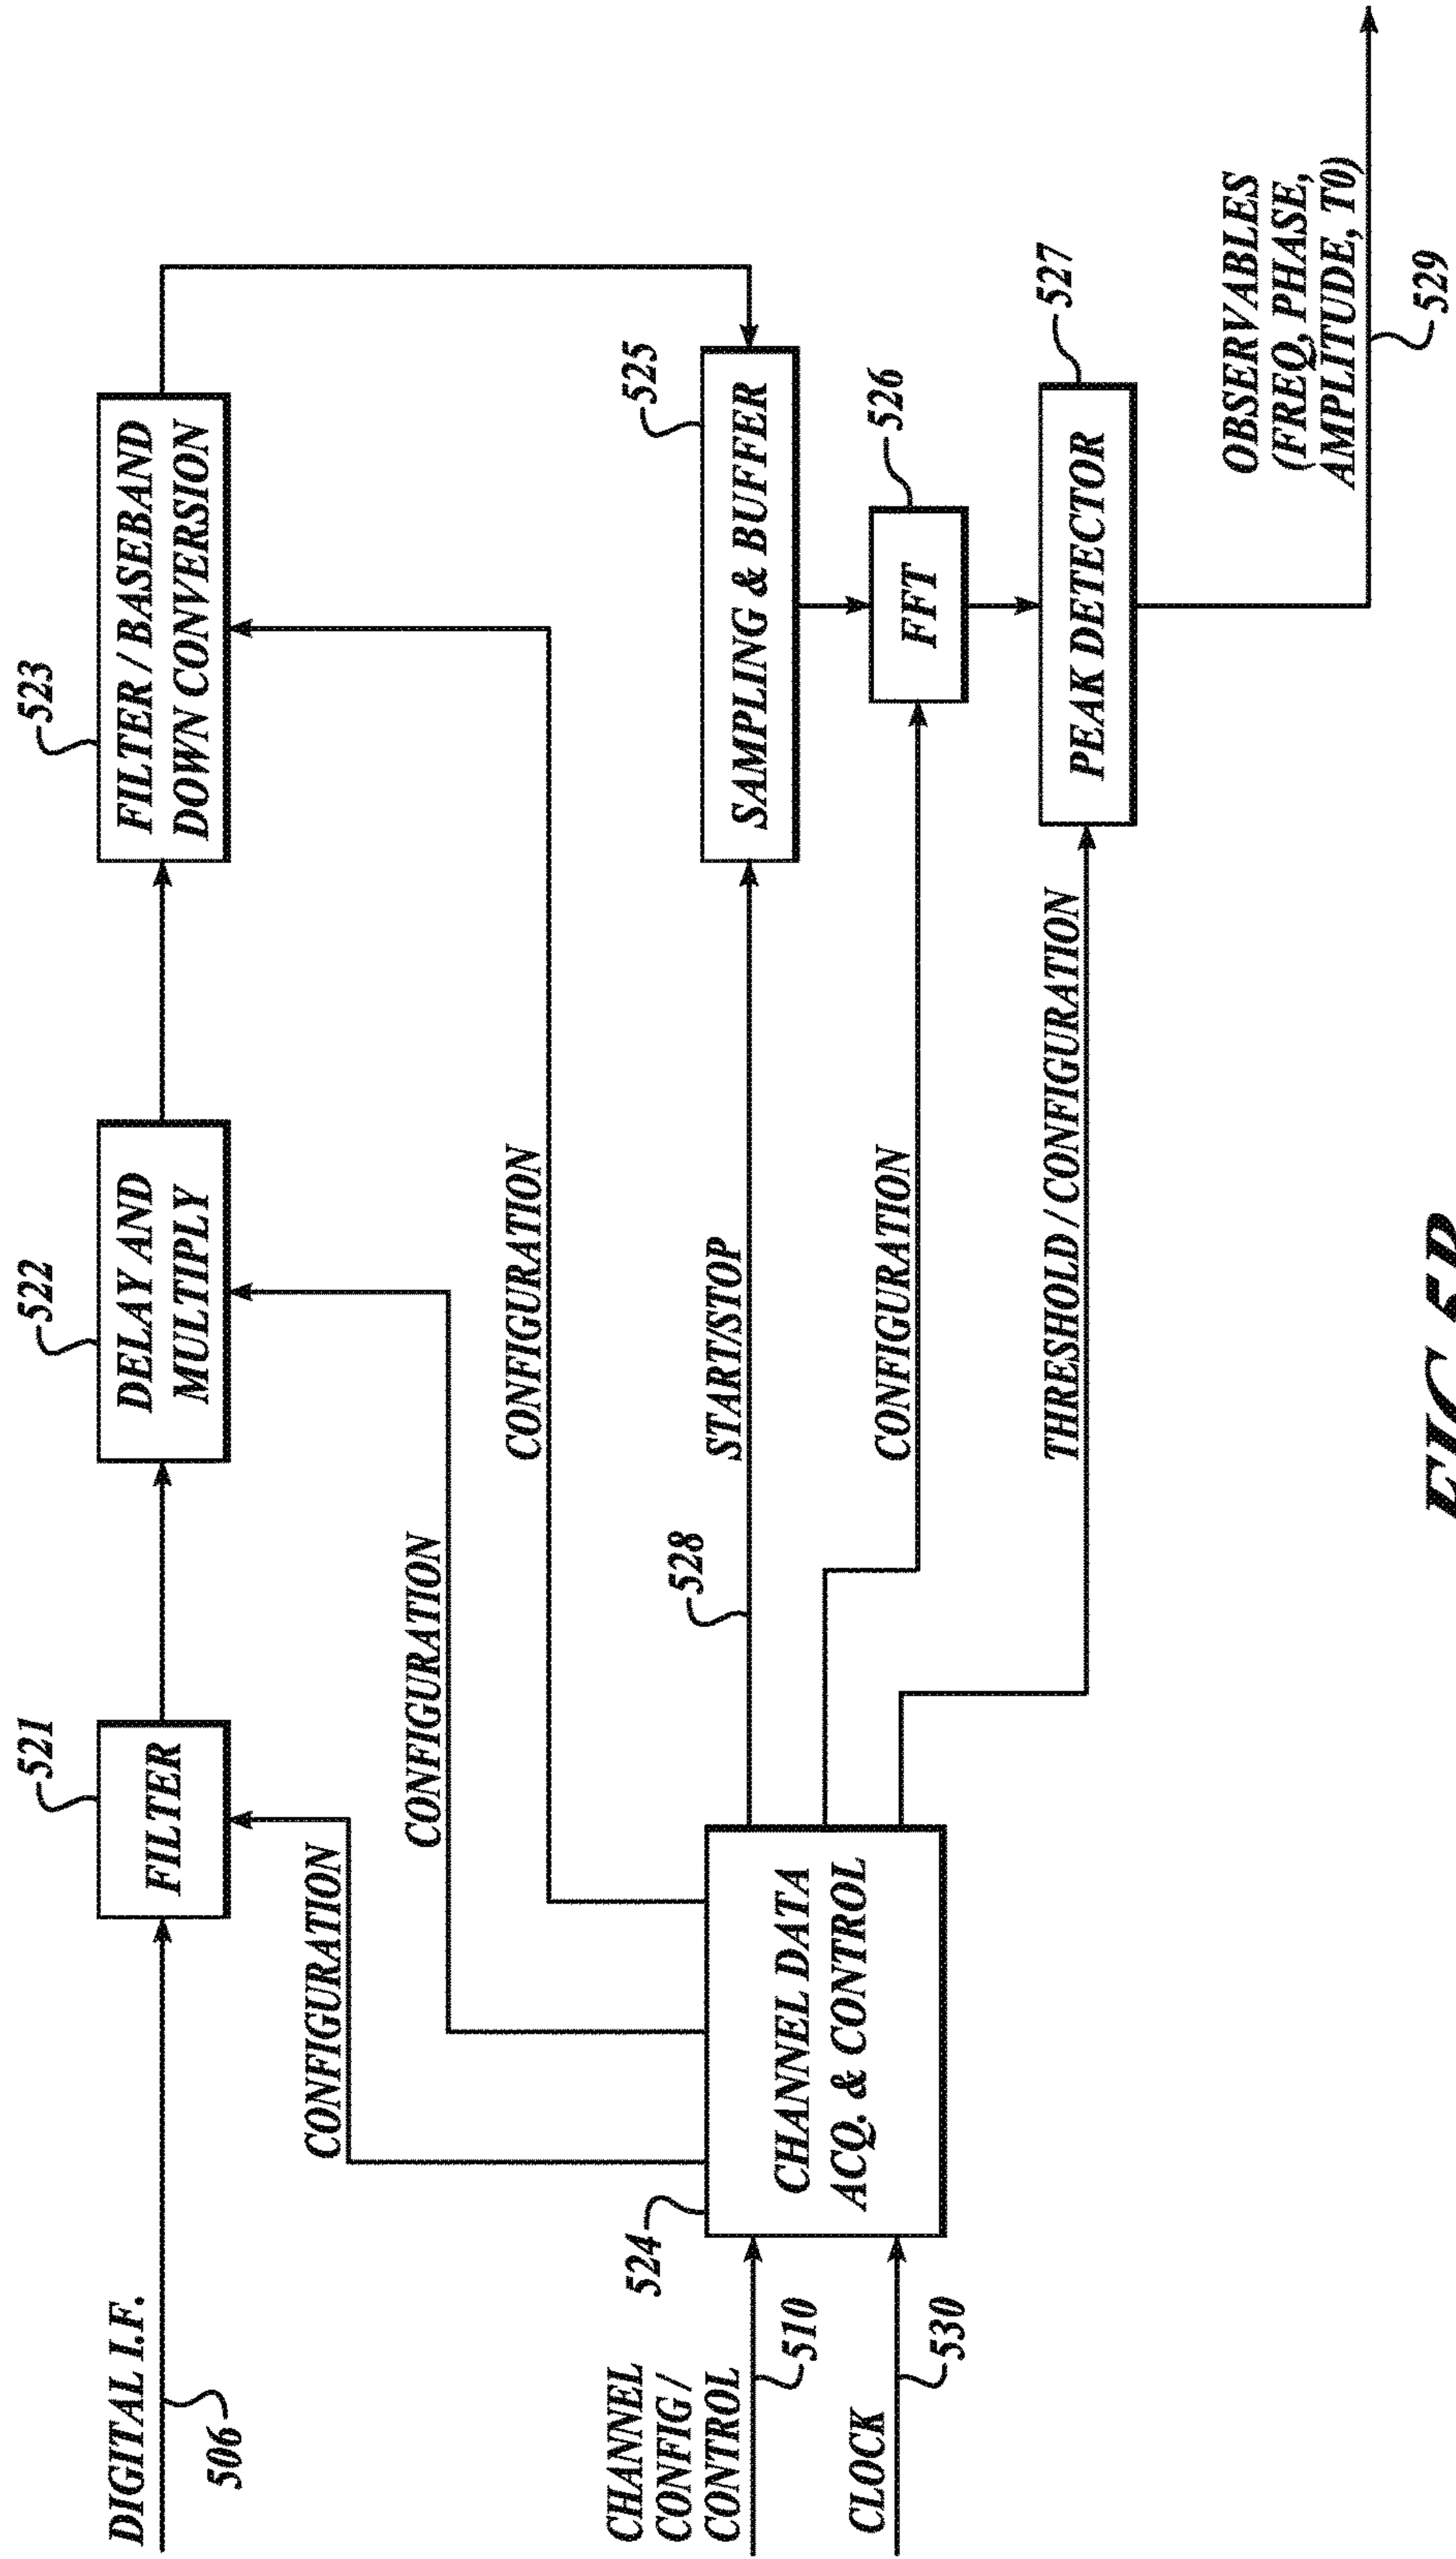 DIGITAL I.F.
506
521
FILTER
522
DELAY AND
MULTIPLY
523
FILTER / BASEBAND
DOWN CONVERSION
CONFIGURATION
CONFIGURATION
CONFIGURATION
CHANNEL
CONFIG /
CONTROL
510
CLOCK
530
524
CHANNEL DATA
ACQ. & CONTROL
528
START/STOP
525
SAMPLING & BUFFER
CONFIGURATION
526
FFT
THRESHOLD / CONFIGURATION
527
PEAK DETECTOR
OBSERVABLES
(FREQ, PHASE,
AMPLITUDE, T0)
529
FIG. 5B